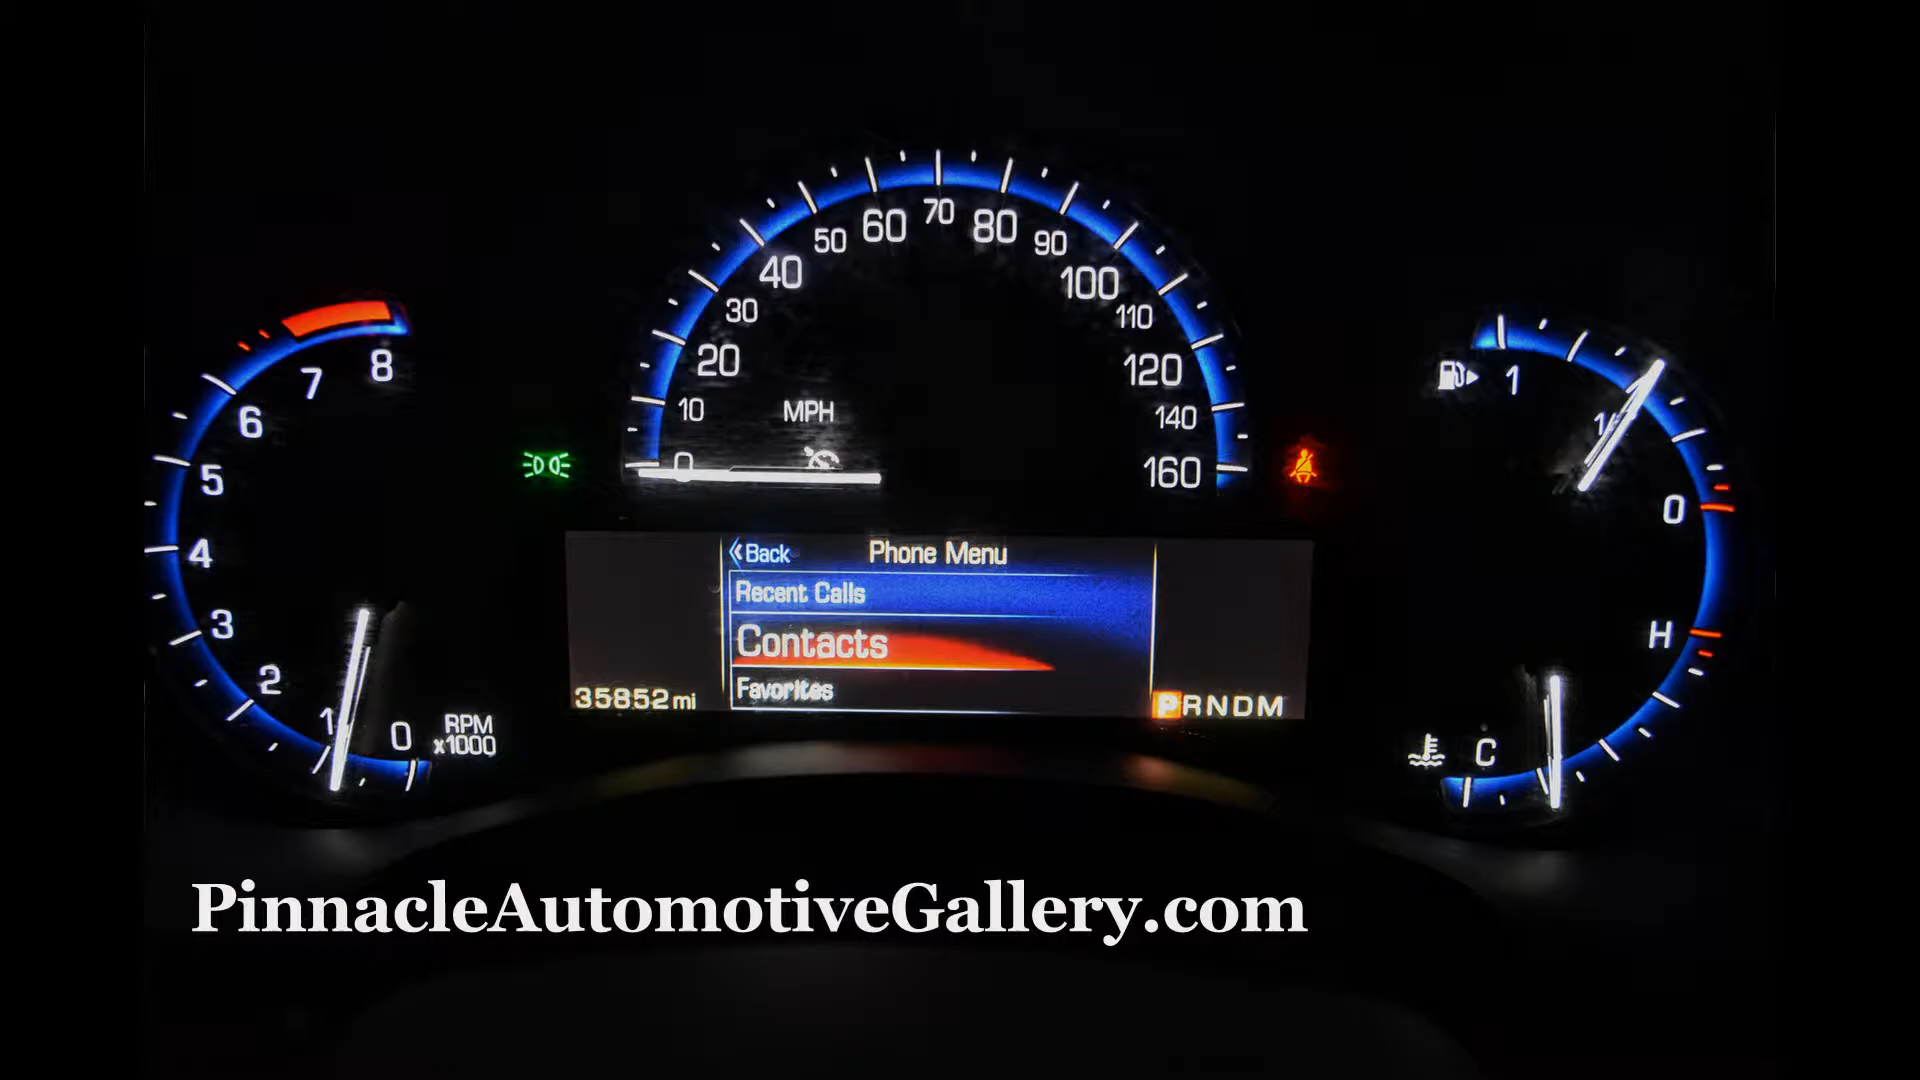 8
7
6
5
4
3
2
1
0
RPM
x1000
0
10
20
30
40
50
60
70
80
90
100
110
120
140
160
MPH
Back
Phone Menu
Recent Calls
Contacts
Favorites
35852 mi
PRNDM
1
0
H
C
PinnacleAutomotiveGallery.com